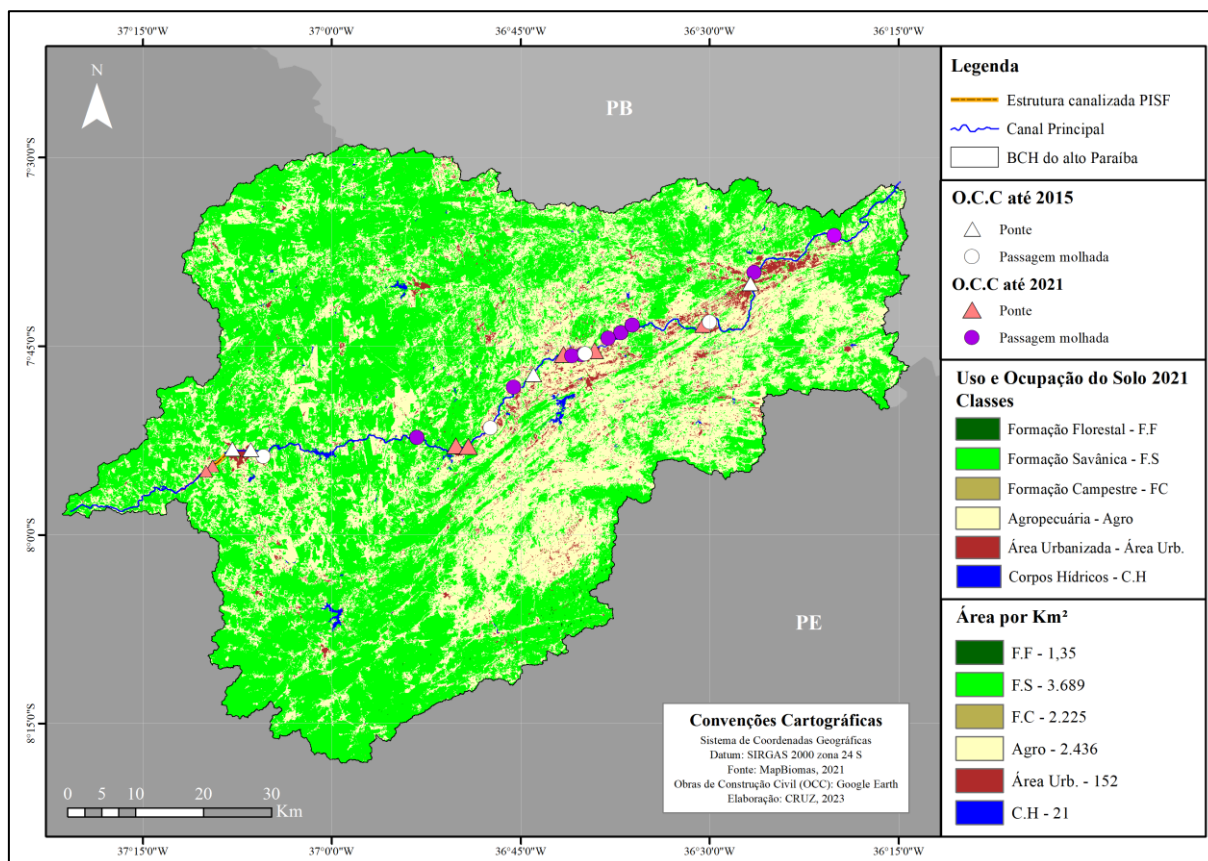 37°15'0"W 37°0'0"W 36°45'0"W 36°30'0"W 36°15'0"W
N
PB
7°30'0"S
7°45'0"S
8°0'0"S
8°15'0"S
PE
Convenções Cartográficas
Sistema de Coordenadas Geográficas
Datum: SIRGAS 2000 zona 24 S
Fonte: MapBiomas, 2021
Obras de Construção Civil (OCC): Google Earth
Elaboração: CRUZ, 2023
0 5 10 20 30
Km
37°15'0"W 37°0'0"W 36°45'0"W 36°30'0"W 36°15'0"W
Legenda
Estrutura canalizada PISF
Canal Principal
BCH do alto Paraiba
O.C.C até 2015
Ponte
Passagem molhada
O.C.C até 2021
Ponte
Passagem molhada
Uso e Ocupação do Solo 2021
Classes
Formação Florestal - F.F
Formação Savânica - F.S
Formação Campestre - FC
Agropecuária - Agro
Área Urbanizada - Área Urb.
Corpos Hídricos - C.H
Área por Km²
F.F - 1,35
F.S - 3.689
F.C - 2.225
Agro - 2.436
Área Urb. - 152
C.H - 21